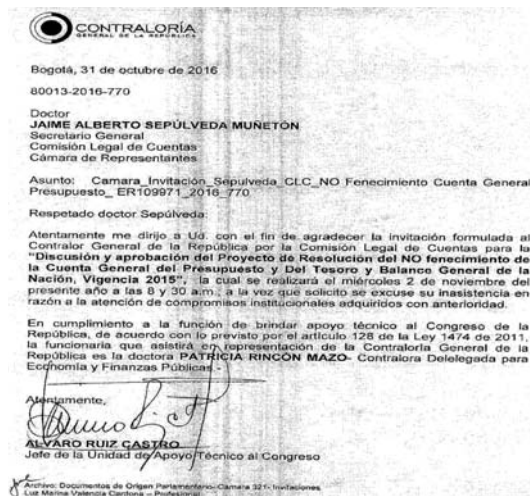 CONTRALORÍA
GENERAL DE LA REPÚBLICA
Bogotá, 31 de octubre de 2016
80013-2016-770
Doctor
JAIME ALBERTO SEPÚLVEDA MUÑETÓN
Secretario General
Comisión Legal de Cuentas
Cámara de Representantes
Asunto: Camara_Invitación_Sepulveda_CLC_NO Fenecimiento Cuenta General
Presupuesto_ ER109971_2016_770
Respetado doctor Sepúlveda:
Atentamente me dirijo a Ud. con el fin de agradecer la invitación formulada al
Contralor General de la República por la Comisión Legal de Cuentas para la
"Discusión y aprobación del Proyecto de Resolución del NO fenecimiento de
la Cuenta General del Presupuesto y Del Tesoro y Balance General de la
Nación, Vigencia 2015", la cual se realizará el miércoles 2 de noviembre del
presente año a las 8 y 30 a.m.; a la vez que solicito se excuse su inasistencia en
razón a la atención de compromisos institucionales adquiridos con anterioridad.
En cumplimiento a la función de brindar apoyo técnico al Congreso de la
República, de acuerdo con lo previsto por el artículo 128 de la Ley 1474 de 2011,
la funcionaria que asistirá en representación de la Contraloría General de la
República es la doctora PATRICIA RINCÓN MAZO- Contralora Delelegada para
Economía y Finanzas Públicas.-
Atentamente,
ALVARO RUIZ CASTRO
Jefe de la Unidad de Apoyo Técnico al Congreso
Archivo: Documentos de Origen Parlamentario- Camara 321- Invitaciones
Luz Marina Valencia Cardona – Profesional